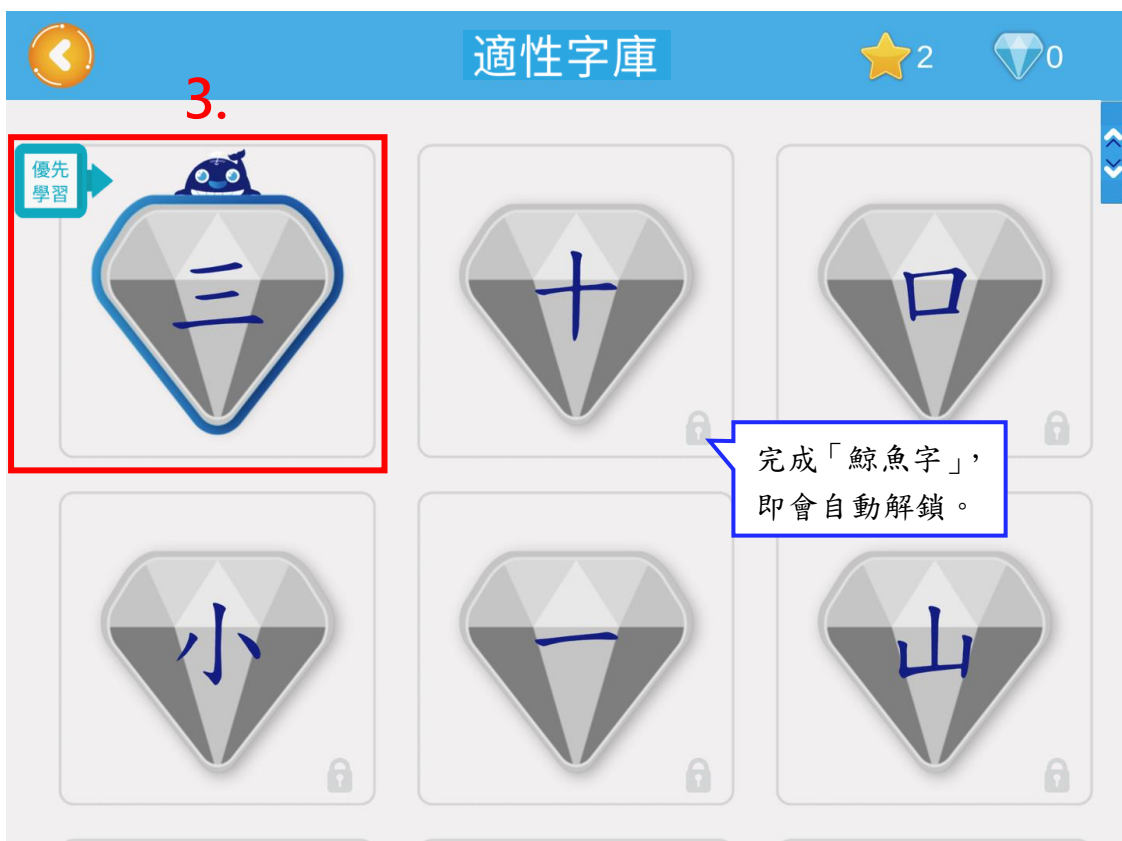 適性字庫
2
0
3.
優先
學習
三
十
口
完成「鯨魚字」,
即會自動解鎖。
小
一
山